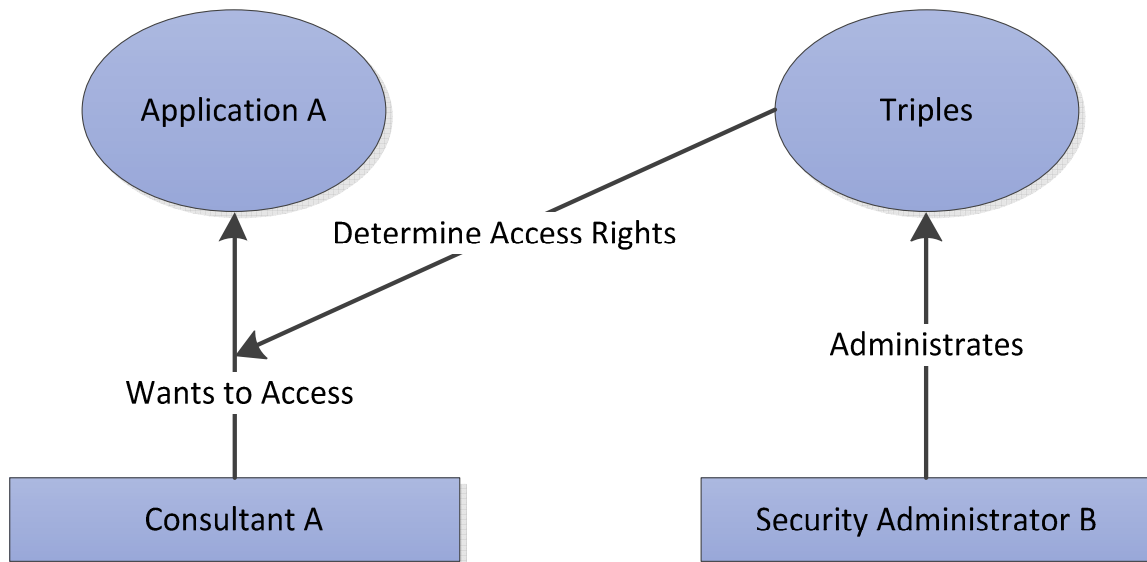 Application A
Triples
Determine Access Rights
Administrates
Wants to Access
Consultant A
Security Administrator B